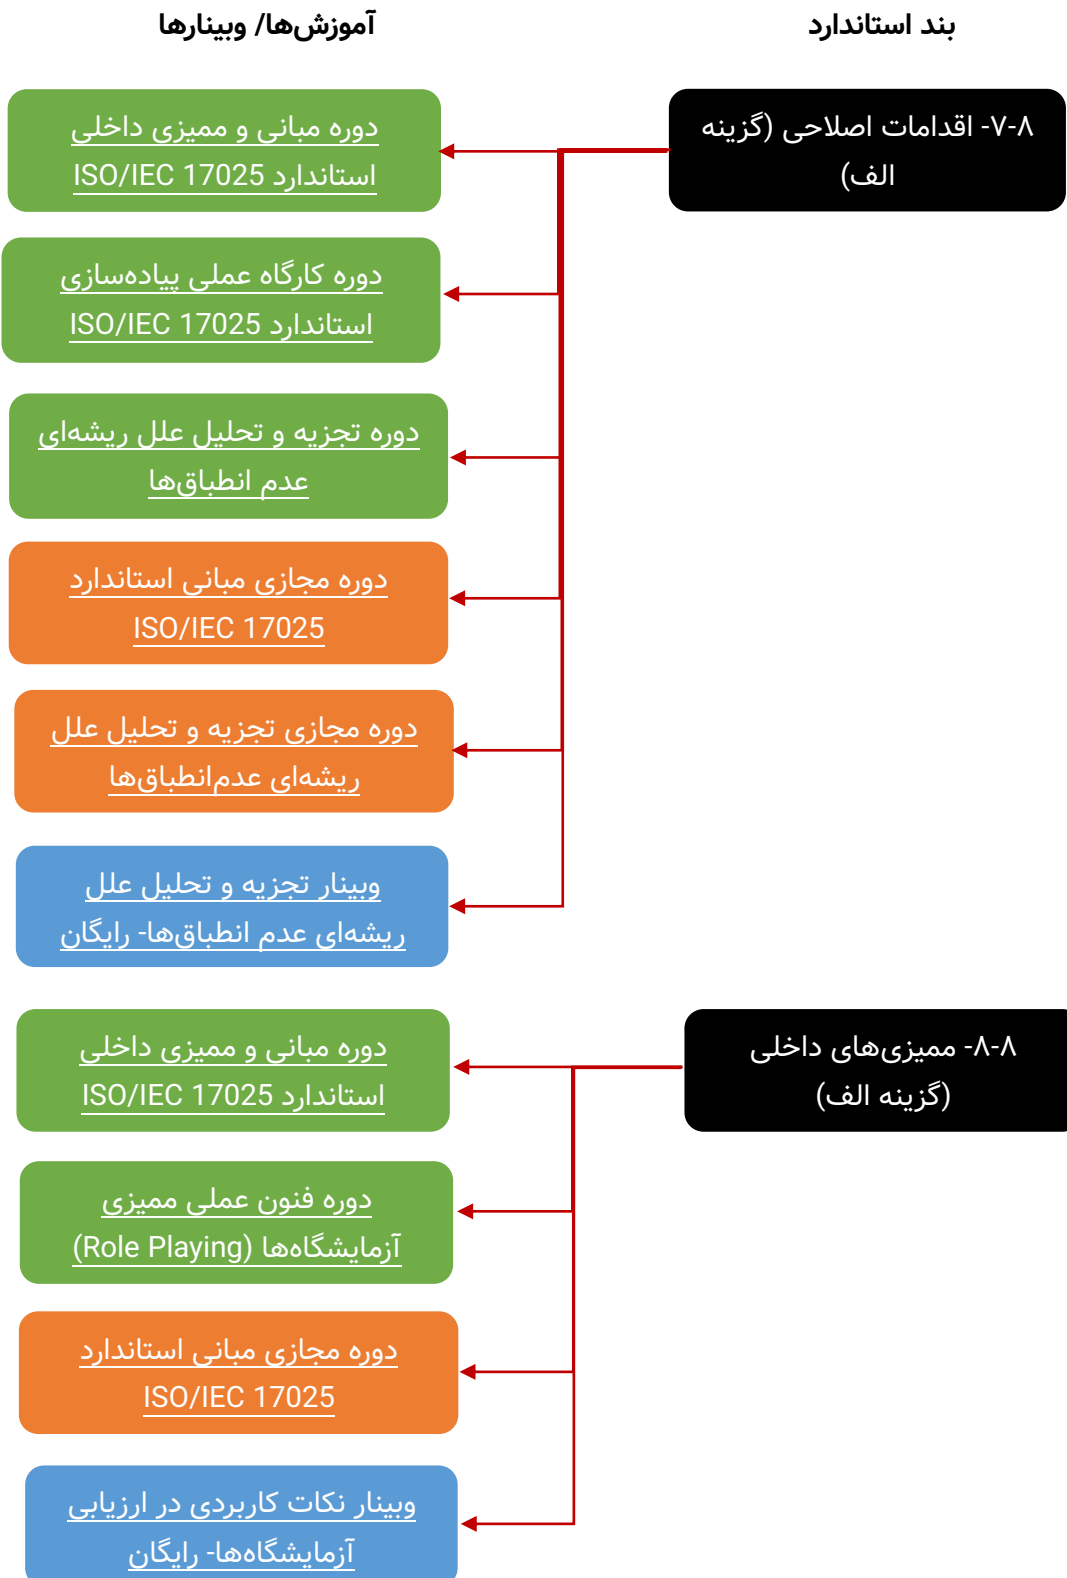 بند استاندارد
آموزش‌ها/ وبینارها
۷-۸- اقدامات اصلاحی (گزینه
الف)
دوره مبانی و ممیزی داخلی
استاندارد ISO/IEC 17025
دوره کارگاه عملی پیاده‌سازی
استاندارد ISO/IEC 17025
دوره تجزیه و تحلیل علل ریشه‌ای
عدم انطباق‌ها
دوره مجازی مبانی استاندارد
ISO/IEC 17025
دوره مجازی تجزیه و تحلیل علل
ریشه‌ای عدم‌انطباق‌ها
وبینار تجزیه و تحلیل علل
ریشه‌ای عدم انطباق‌ها- رایگان
۸-۸- ممیزی‌های داخلی
(گزینه الف)
دوره مبانی و ممیزی داخلی
استاندارد ISO/IEC 17025
دوره فنون عملی ممیزی
آزمایشگاه‌ها (Role Playing)
دوره مجازی مبانی استاندارد
ISO/IEC 17025
وبینار نکات کاربردی در ارزیابی
آزمایشگاه‌ها- رایگان